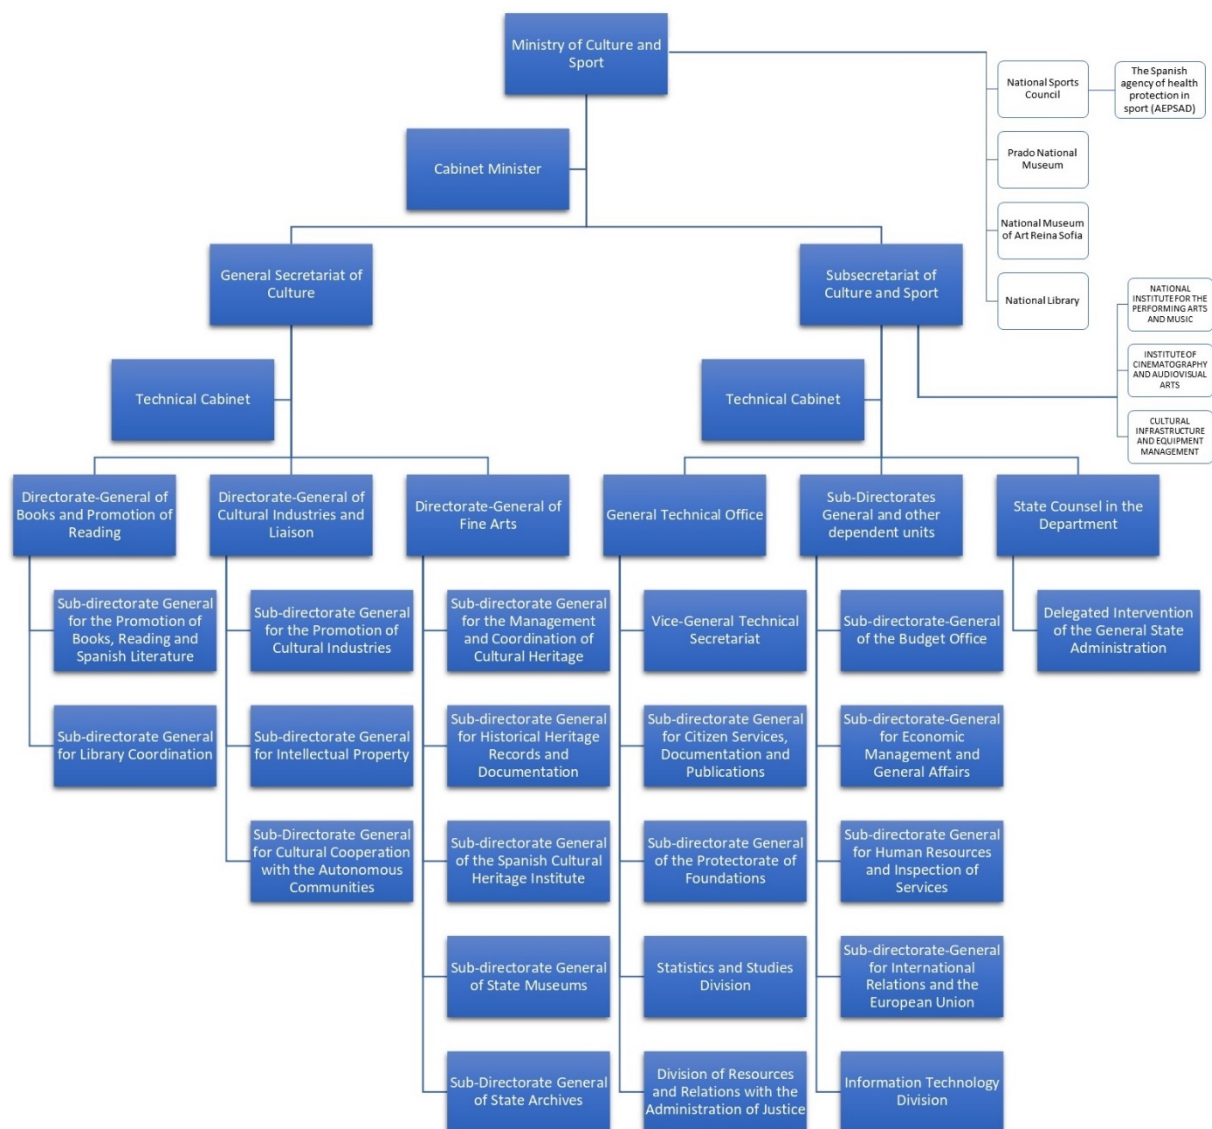 Ministry of Culture and
Sport
National Sports
Council
The Spanish
agency of health
protection in
sport (AEPSAD)
Cabinet Minister
Prado National
Museum
National Museum
of Art Reina Sofia
General Secretariat of
Culture
Subsecretariat of
Culture and Sport
National Library
NATIONAL
INSTITUTE FOR THE
PERFORMING ARTS
AND MUSIC
INSTITUTE OF
CINEMATOGRAPHY
AND AUDIOVISUAL
ARTS
CULTURAL
INFRASTRUCTURE
AND EQUIPMENT
MANAGEMENT
Technical Cabinet
Technical Cabinet
Directorate-General of
Books and Promotion of
Reading
Directorate-General of
Cultural Industries and
Liaison
Directorate-General of
Fine Arts
General Technical Office
Sub-Directorates
General and other
dependent units
State Counsel in the
Department
Sub-directorate General
for the Promotion of
Books, Reading and
Spanish Literature
Sub-directorate General
for the Promotion of
Cultural Industries
Sub-directorate General
for the Management
and Coordination of
Cultural Heritage
Vice-General Technical
Secretariat
Sub-directorate-General
of the Budget Office
Delegated Intervention
of the General State
Administration
Sub-directorate General
for Library Coordination
Sub-directorate General
for Intellectual Property
Sub-directorate General
for Historical Heritage
Records and
Documentation
Sub-directorate General
for Citizen Services,
Documentation and
Publications
Sub-directorate-General
for Economic
Management and
General Affairs
Sub-Directorate General
for Cultural Cooperation
with the Autonomous
Communities
Sub-directorate General
of the Spanish Cultural
Heritage Institute
Sub-directorate General
of the Protectorate of
Foundations
Sub-directorate General
for Human Resources
and Inspection of
Services
Sub-directorate General
of State Museums
Statistics and Studies
Division
Sub-directorate-General
for International
Relations and the
European Union
Sub-Directorate General
of State Archives
Division of Resources
and Relations with the
Administration of Justice
Information Technology
Division